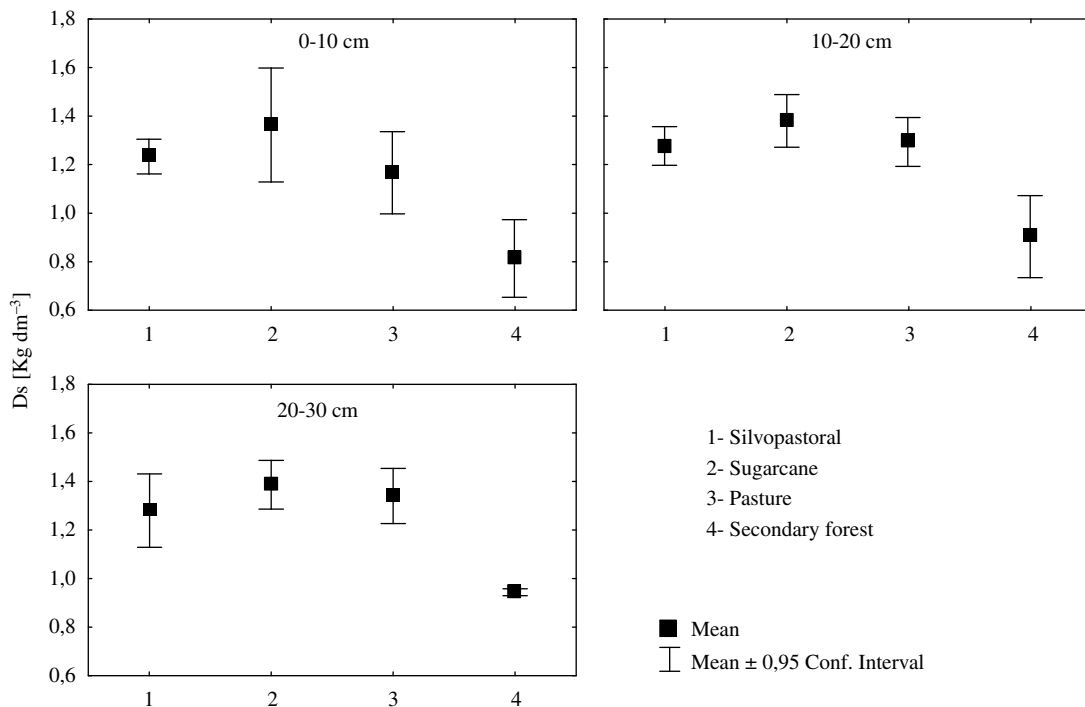 Ds [Kg dm⁻³]
0-10 cm
1,8
1,6
1,4
1,2
1,0
0,8
0,6
1 2 3 4
10-20 cm
1 2 3 4
20-30 cm
1,8
1,6
1,4
1,2
1,0
0,8
0,6
1 2 3 4
1- Silvopastoral
2- Sugarcane
3- Pasture
4- Secondary forest
Mean
Mean ± 0,95 Conf. Interval